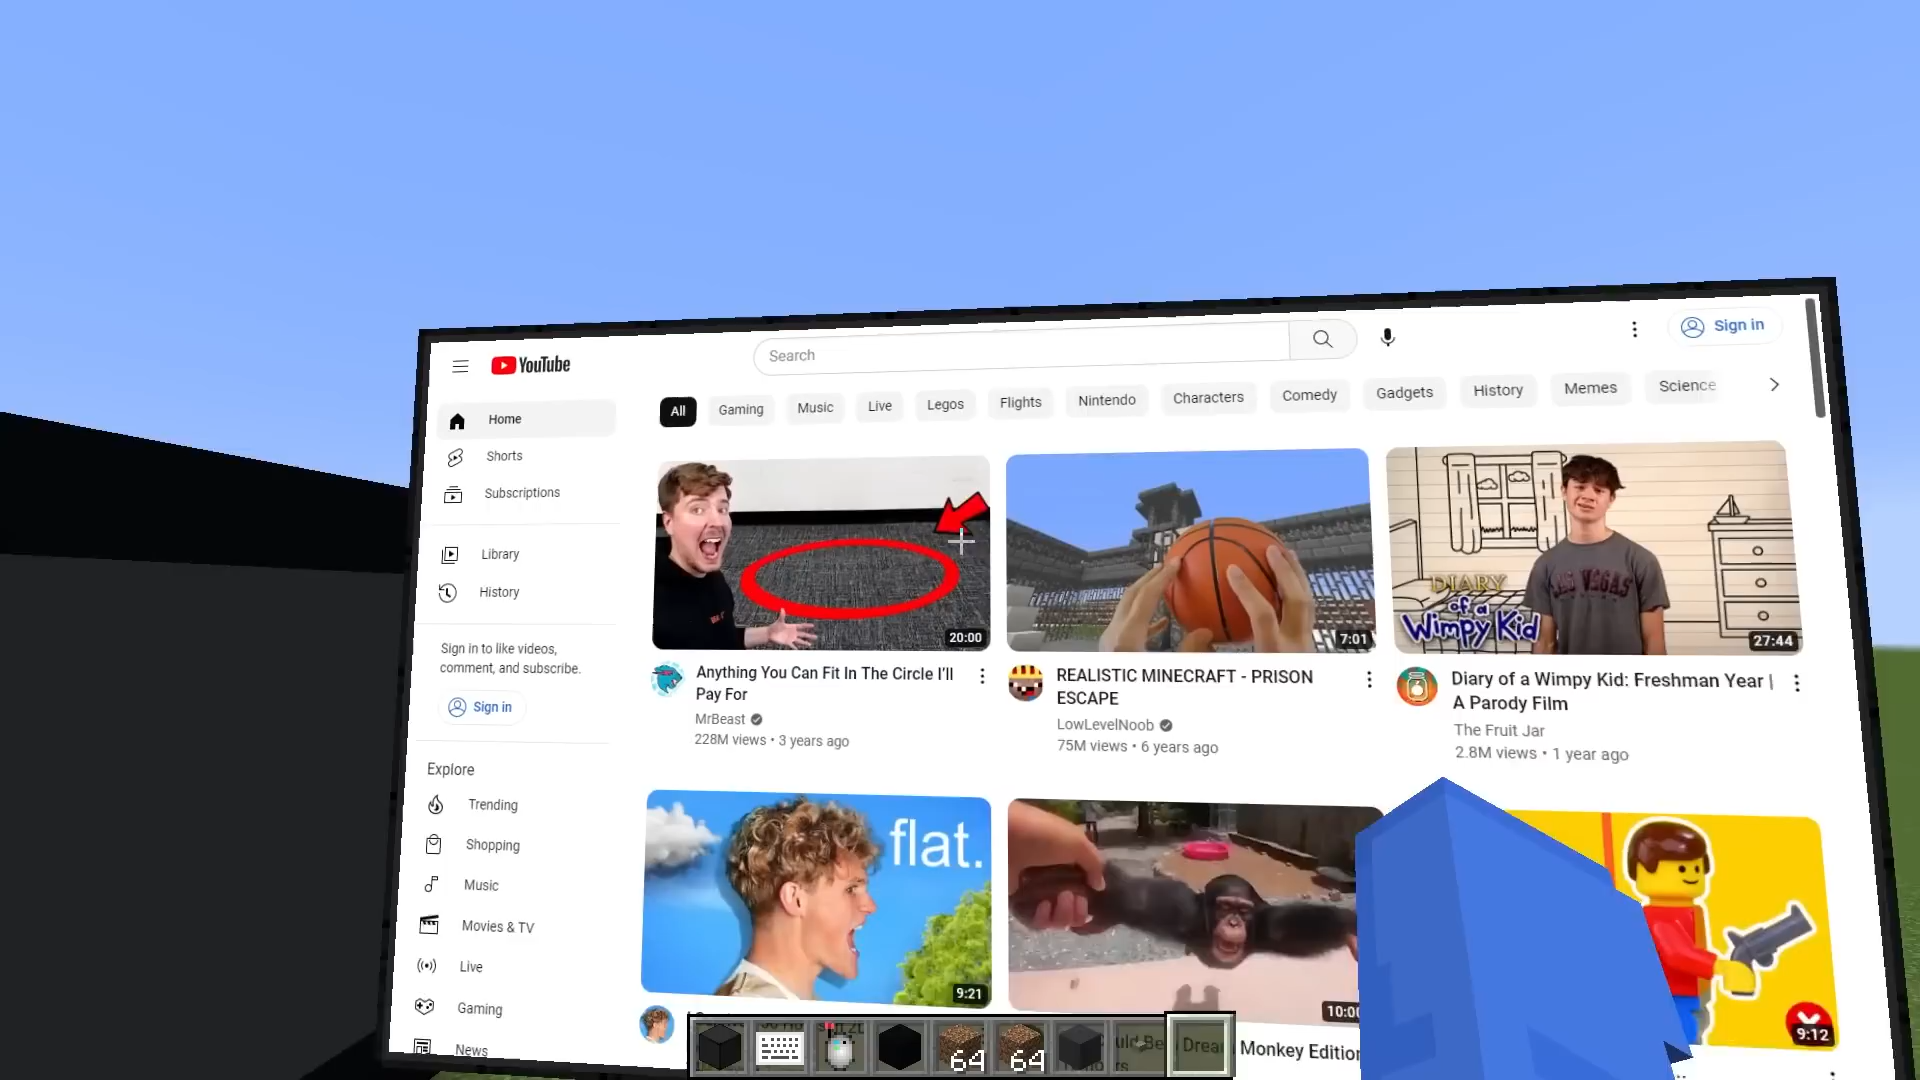 YouTube
Search
Sign in
All
Gaming
Music
Live
Legos
Flights
Nintendo
Characters
Comedy
Gadgets
History
Memes
Science
Home
Shorts
Subscriptions
Library
History
Sign in to like videos,
comment, and subscribe.
Sign in
Explore
Trending
Shopping
Music
Movies & TV
Live
Gaming
News
20:00
Anything You Can Fit In The Circle I'll
Pay For
MrBeast
228M views • 3 years ago
7:01
REALISTIC MINECRAFT - PRISON
ESCAPE
LowLevelNoob
75M views • 6 years ago
DIARY
of a
Wimpy Kid
LAS VEGAS
27:44
Diary of a Wimpy Kid: Freshman Year |
A Parody Film
The Fruit Jar
2.8M views • 1 year ago
flat.
9:21
10:00
9:12
Monkey Edition
64
64